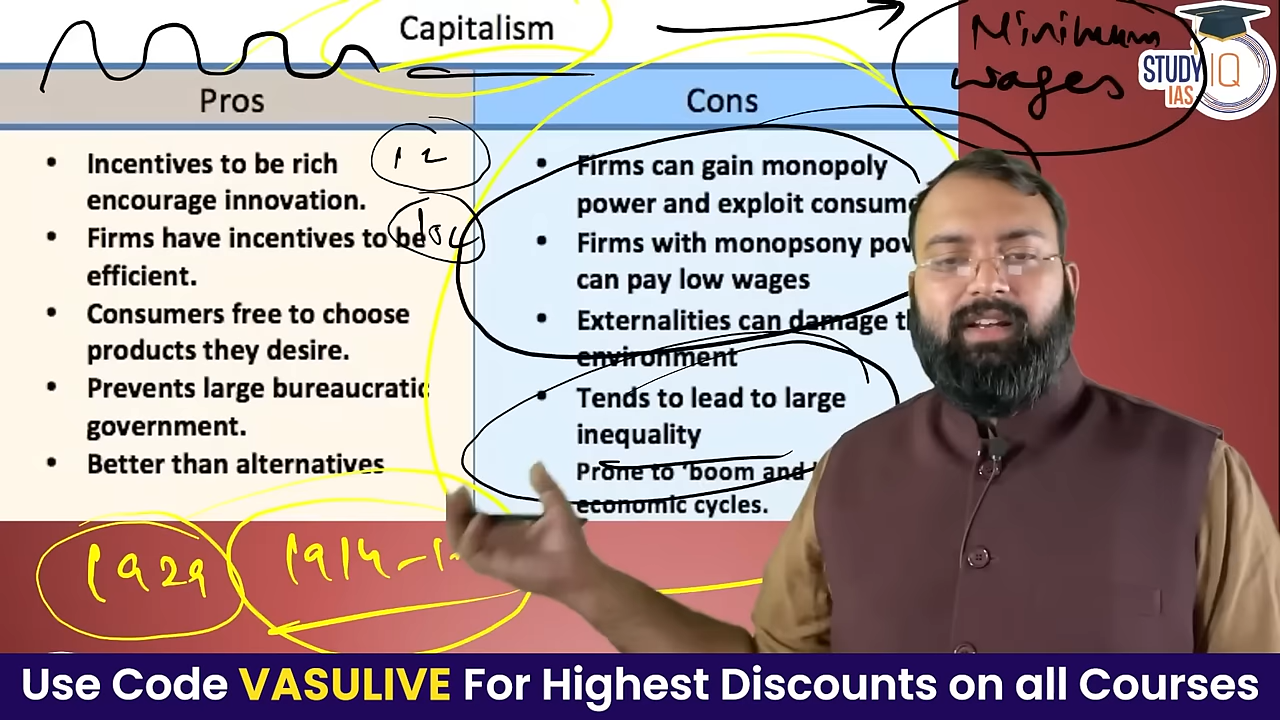 Capitalism
Minimum
wages
STUDY
IQ
IAS
Pros
Cons
• Incentives to be rich
encourage innovation.
• Firms have incentives to be
efficient.
• Consumers free to choose
products they desire.
• Prevents large bureaucratic
government.
• Better than alternatives
12
• Firms can gain monopoly
power and exploit
• Firms with monopsony
can pay low wages
• Externalities can damage
environment
• Tends to lead to large
inequality
Prone to 'boom and
economic cycles.
1929
1914-1
Use Code VASULIVE For Highest Discounts on all Courses